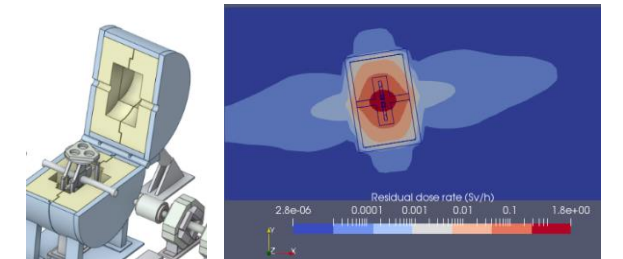 Residual dose rate (Sv/h)
2.8e-06 0.0001 0.001 0.01 0.1 1.8e+00
Y
Z X